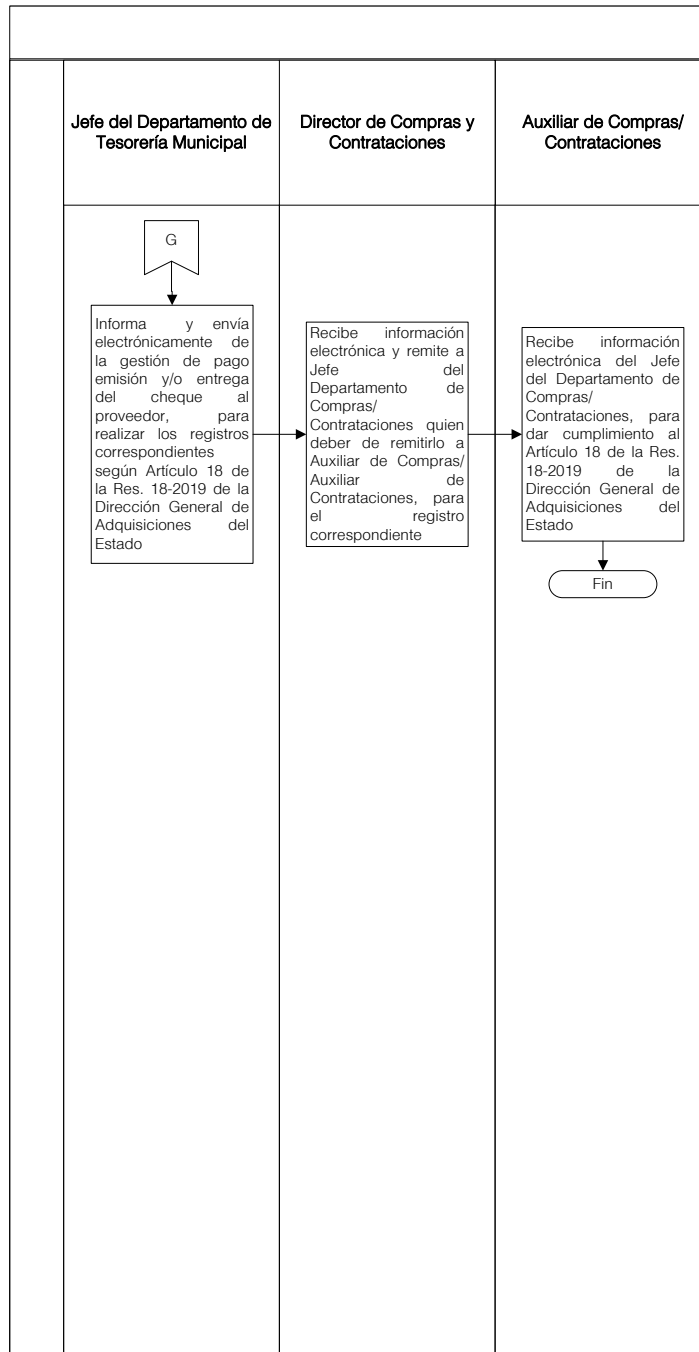 Jefe del Departamento de
Tesorería Municipal
Director de Compras y
Contrataciones
Auxiliar de Compras/
Contrataciones
G
Informa y envía
electrónicamente de
la gestión de pago
emisión y/o entrega
del cheque al
proveedor, para
realizar los registros
correspondientes
según Artículo 18 de
la Res. 18-2019 de la
Dirección General de
Adquisiciones del
Estado
Recibe información
electrónica y remite a
Jefe del
Departamento de
Compras/
Contrataciones quien
deber de remitirlo a
Auxiliar de Compras/
Auxiliar de
Contrataciones, para
el registro
correspondiente
Recibe información
electrónica del Jefe
del Departamento de
Compras/
Contrataciones, para
dar cumplimiento al
Artículo 18 de la Res.
18-2019 de la
Dirección General de
Adquisiciones del
Estado
Fin